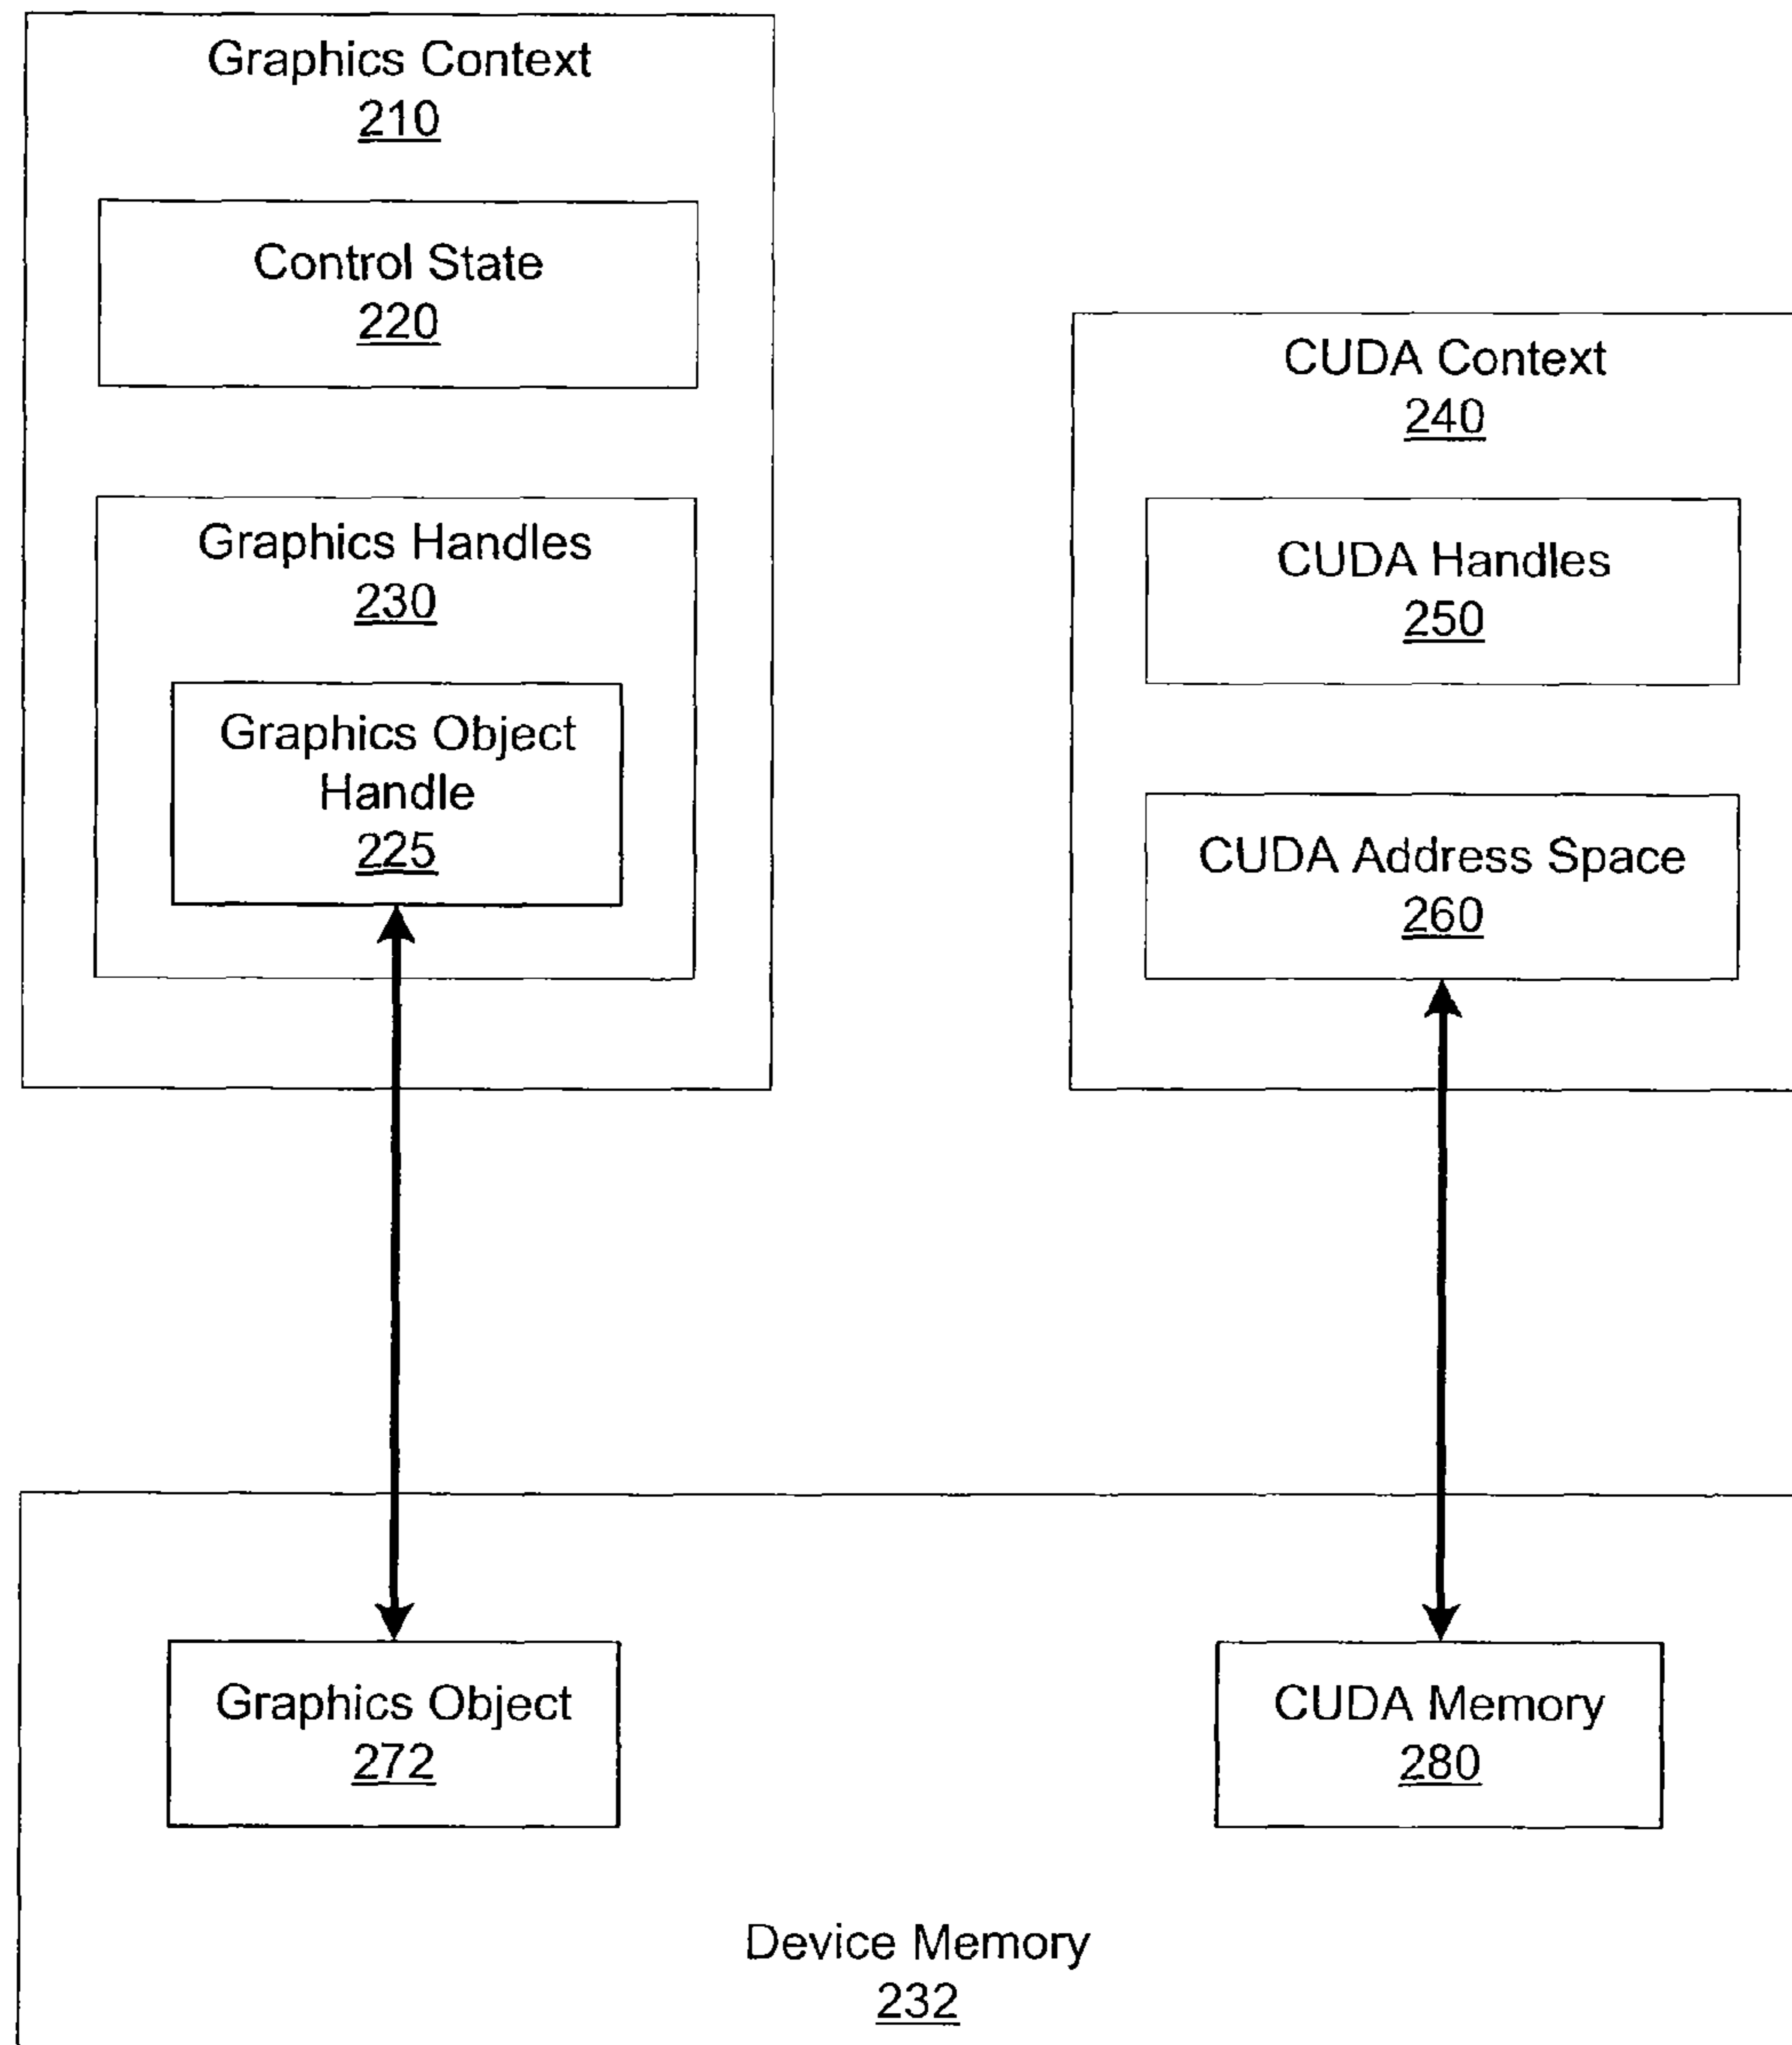 Graphics Context
210
Control State
220
Graphics Handles
230
Graphics Object
Handle
225
CUDA Context
240
CUDA Handles
250
CUDA Address Space
260
Graphics Object
272
CUDA Memory
280
Device Memory
232